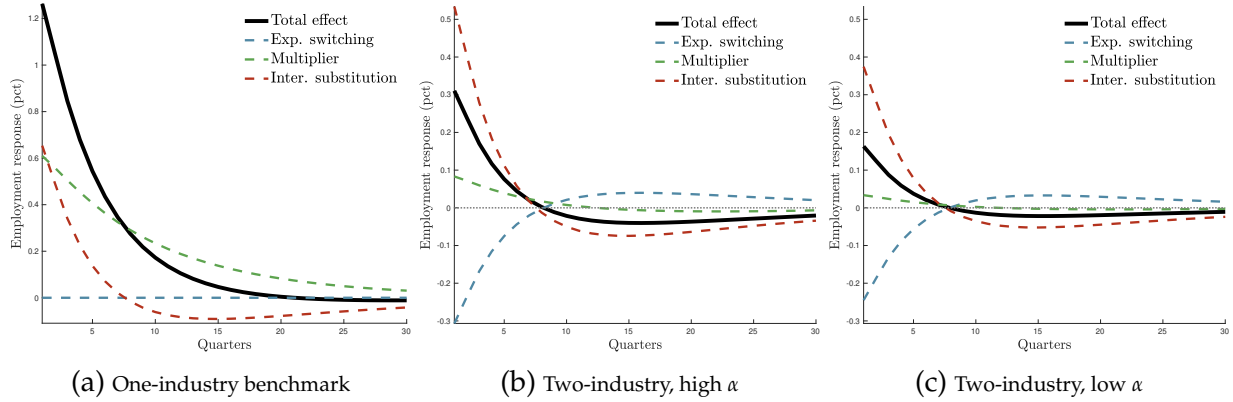 Employment response (pct)
1.2
1
0.8
0.6
0.4
0.2
0
5
10
15
20
25
30
Quarters
Total effect
Exp. switching
Multiplier
Inter. substitution
(a) One-industry benchmark
Employment response (pct)
0.5
0.4
0.3
0.2
0.1
0
-0.1
-0.2
-0.3
5
10
15
20
25
30
Quarters
Total effect
Exp. switching
Multiplier
Inter. substitution
(b) Two-industry, high α
Employment response (pct)
0.5
0.4
0.3
0.2
0.1
0
-0.1
-0.2
-0.3
5
10
15
20
25
30
Quarters
Total effect
Exp. switching
Multiplier
Inter. substitution
(c) Two-industry, low α